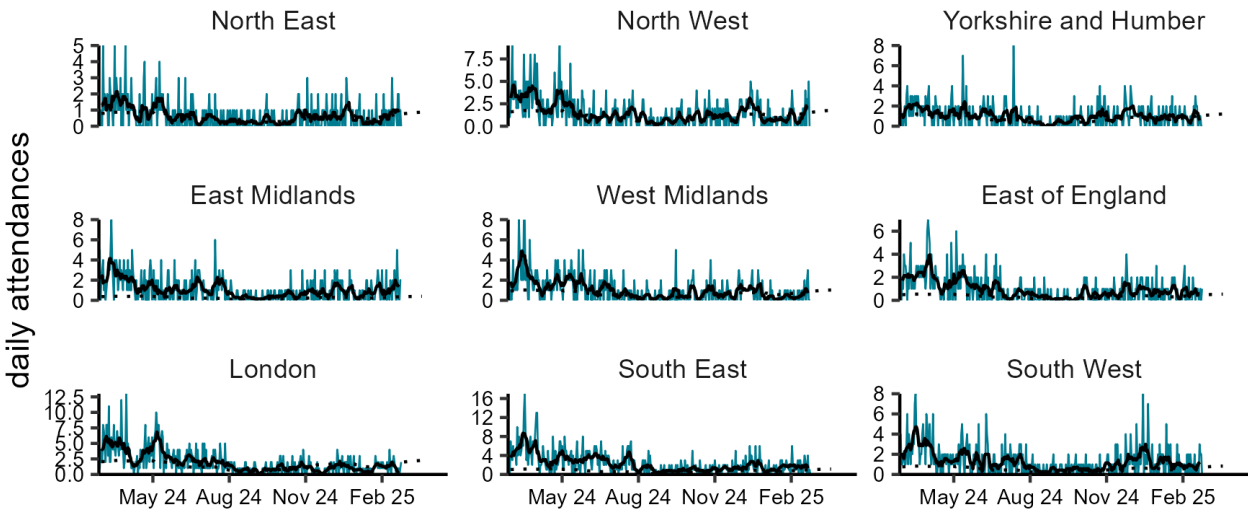 North East North West Yorkshire and Humber
5 7.5 8
4 5.0 6
3 2.5 4
2 0.0 2
1 0
0
daily attendances
East Midlands West Midlands East of England
8 8 6
6 6 4
4 4 2
2 2 0
0 0
London South East South West
12.5 16 8
10.0 12 6
7.5 8 4
5.0 4 2
2.5 0 0
0.0
May 24 Aug 24 Nov 24 Feb 25 May 24 Aug 24 Nov 24 Feb 25 May 24 Aug 24 Nov 24 Feb 25